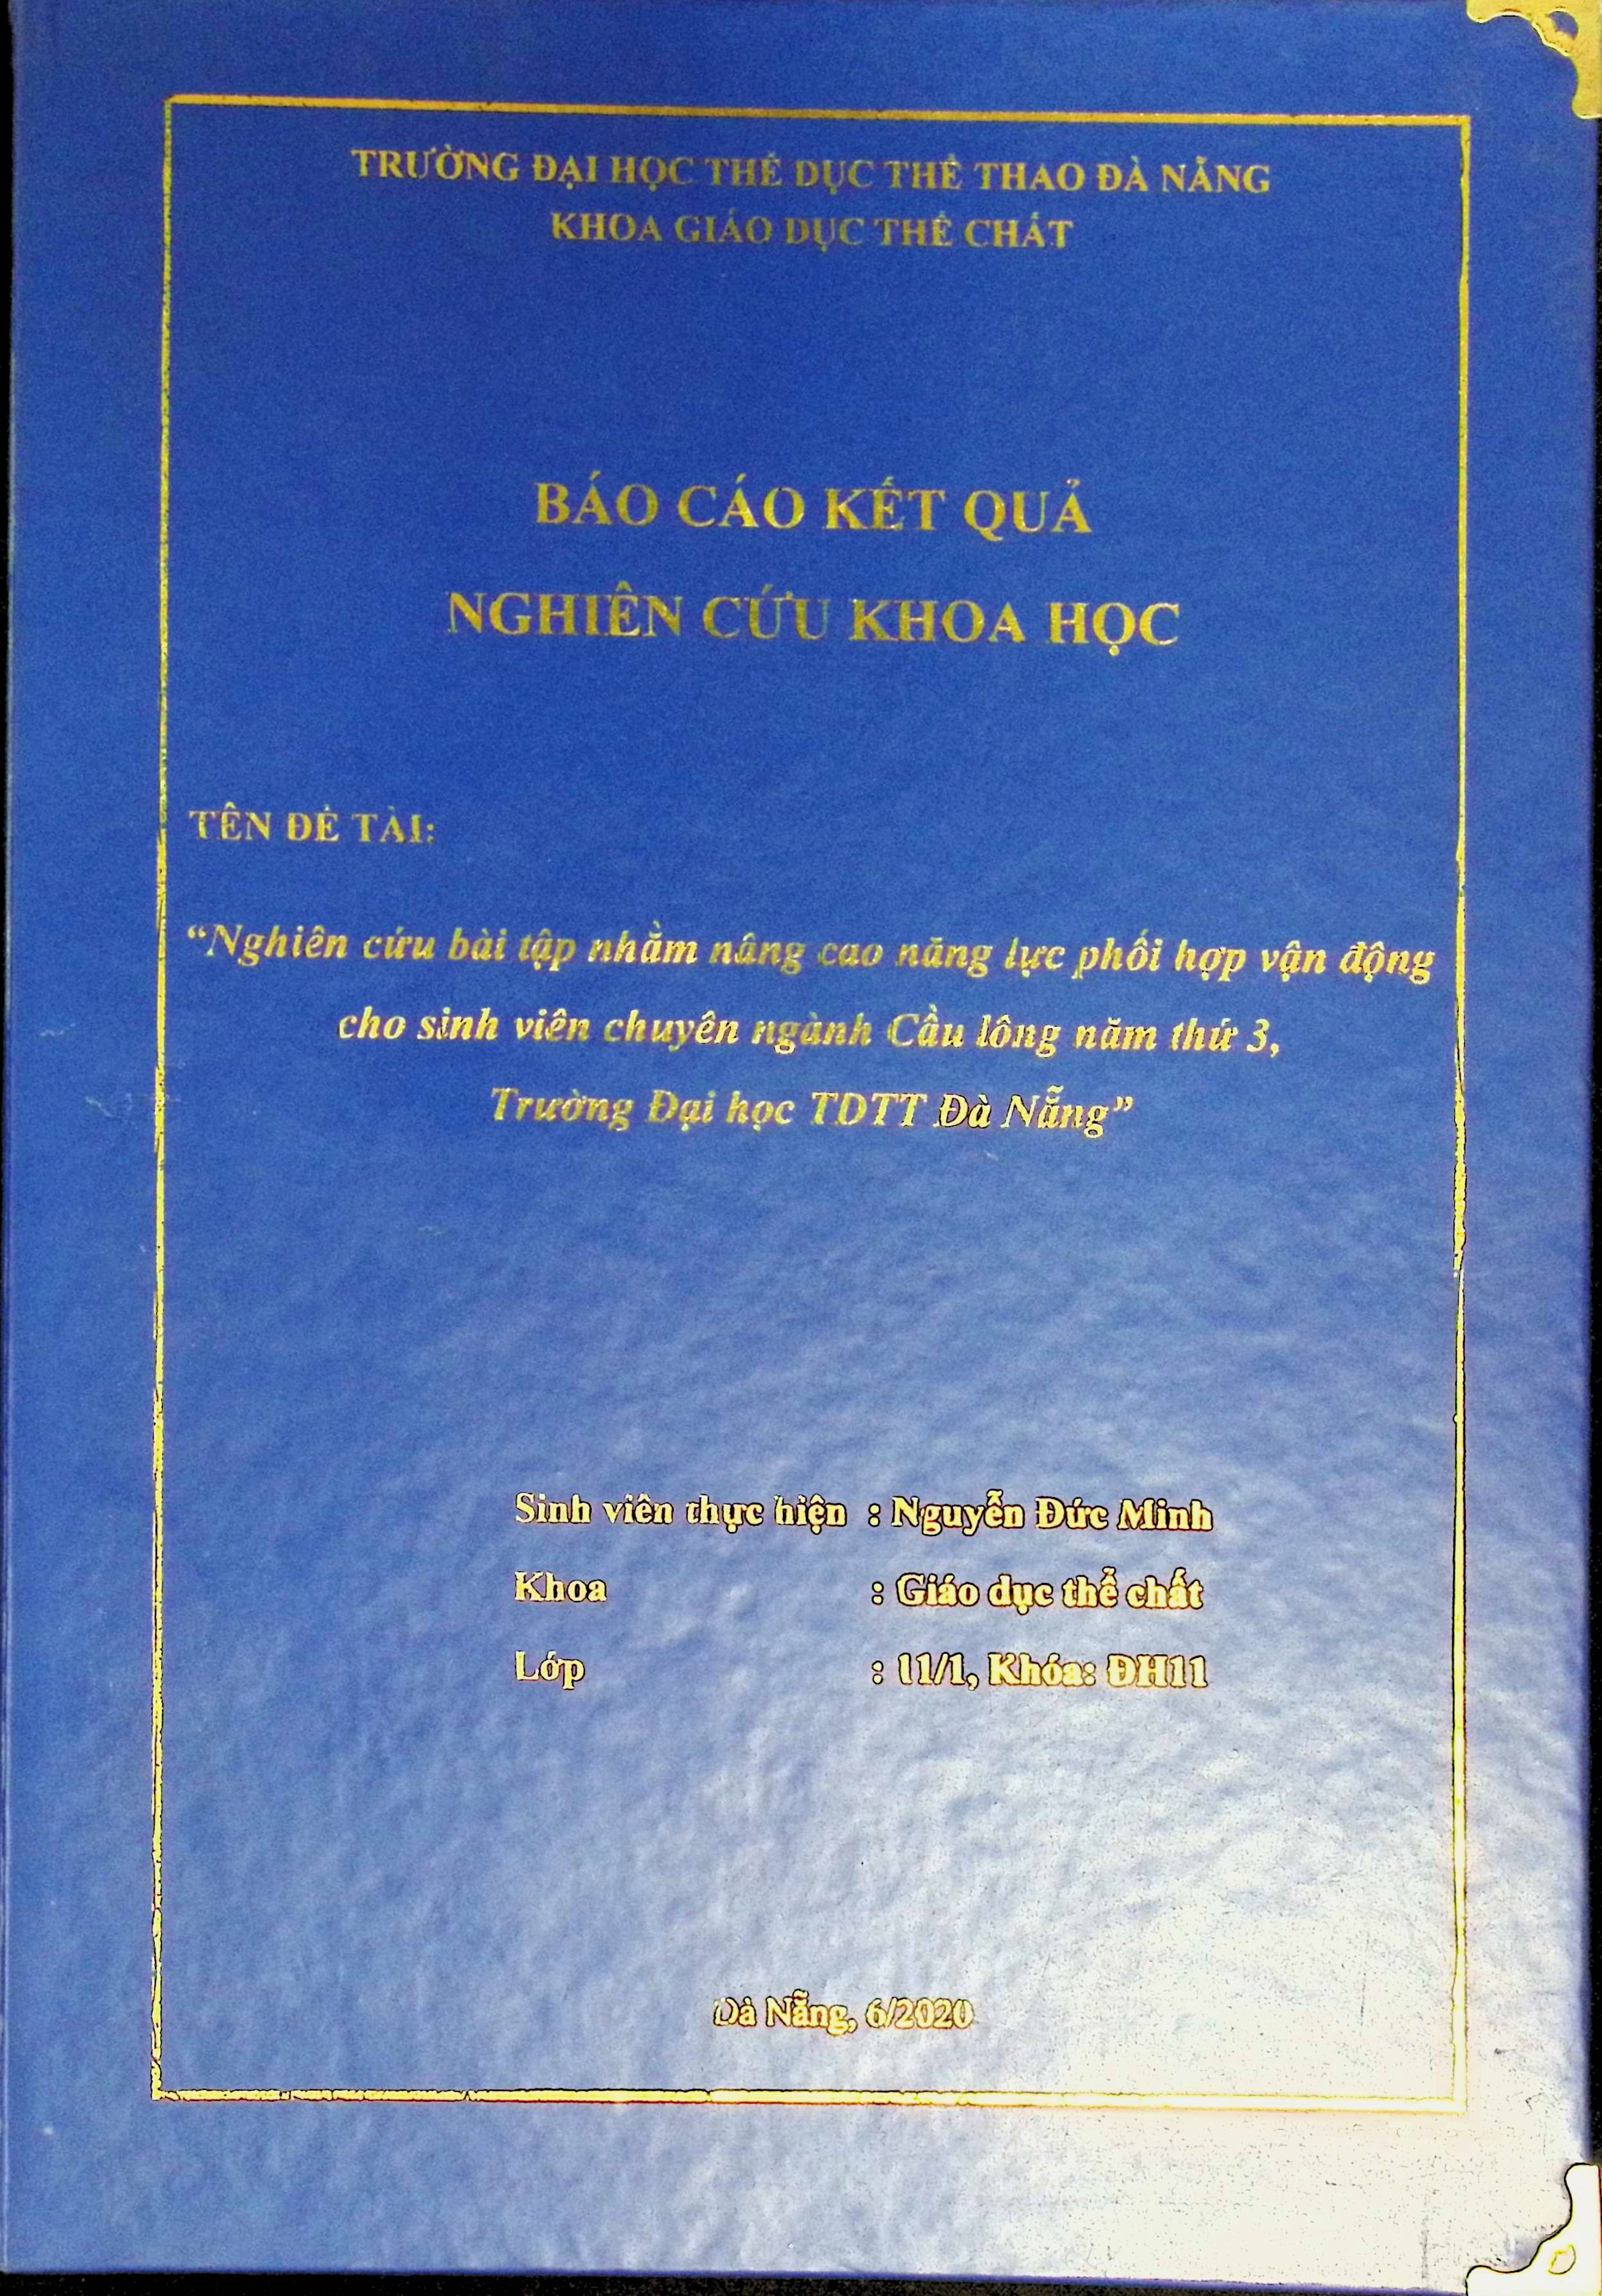 TRƯỜNG ĐẠI HỌC THỂ DỤC THỂ THAO ĐÀ NẴNG
KHOA GIÁO DỤC THỂ CHẤT
BÁO CÁO KẾT QUẢ
NGHIÊN CỨU KHOA HỌC
TÊN ĐỀ TÀI:
“Nghiên cứu bài tập nhằm nâng cao năng lực phối hợp vận động
cho sinh viên chuyên ngành Cầu lông năm thứ 3,
Trường Đại học TDTT Đà Nẵng”
Sinh viên thực hiện : Nguyễn Đức Minh
Khoa : Giáo dục thể chất
Lớp : 11/1, Khóa: ĐH11
Đà Nẵng, 6/2020